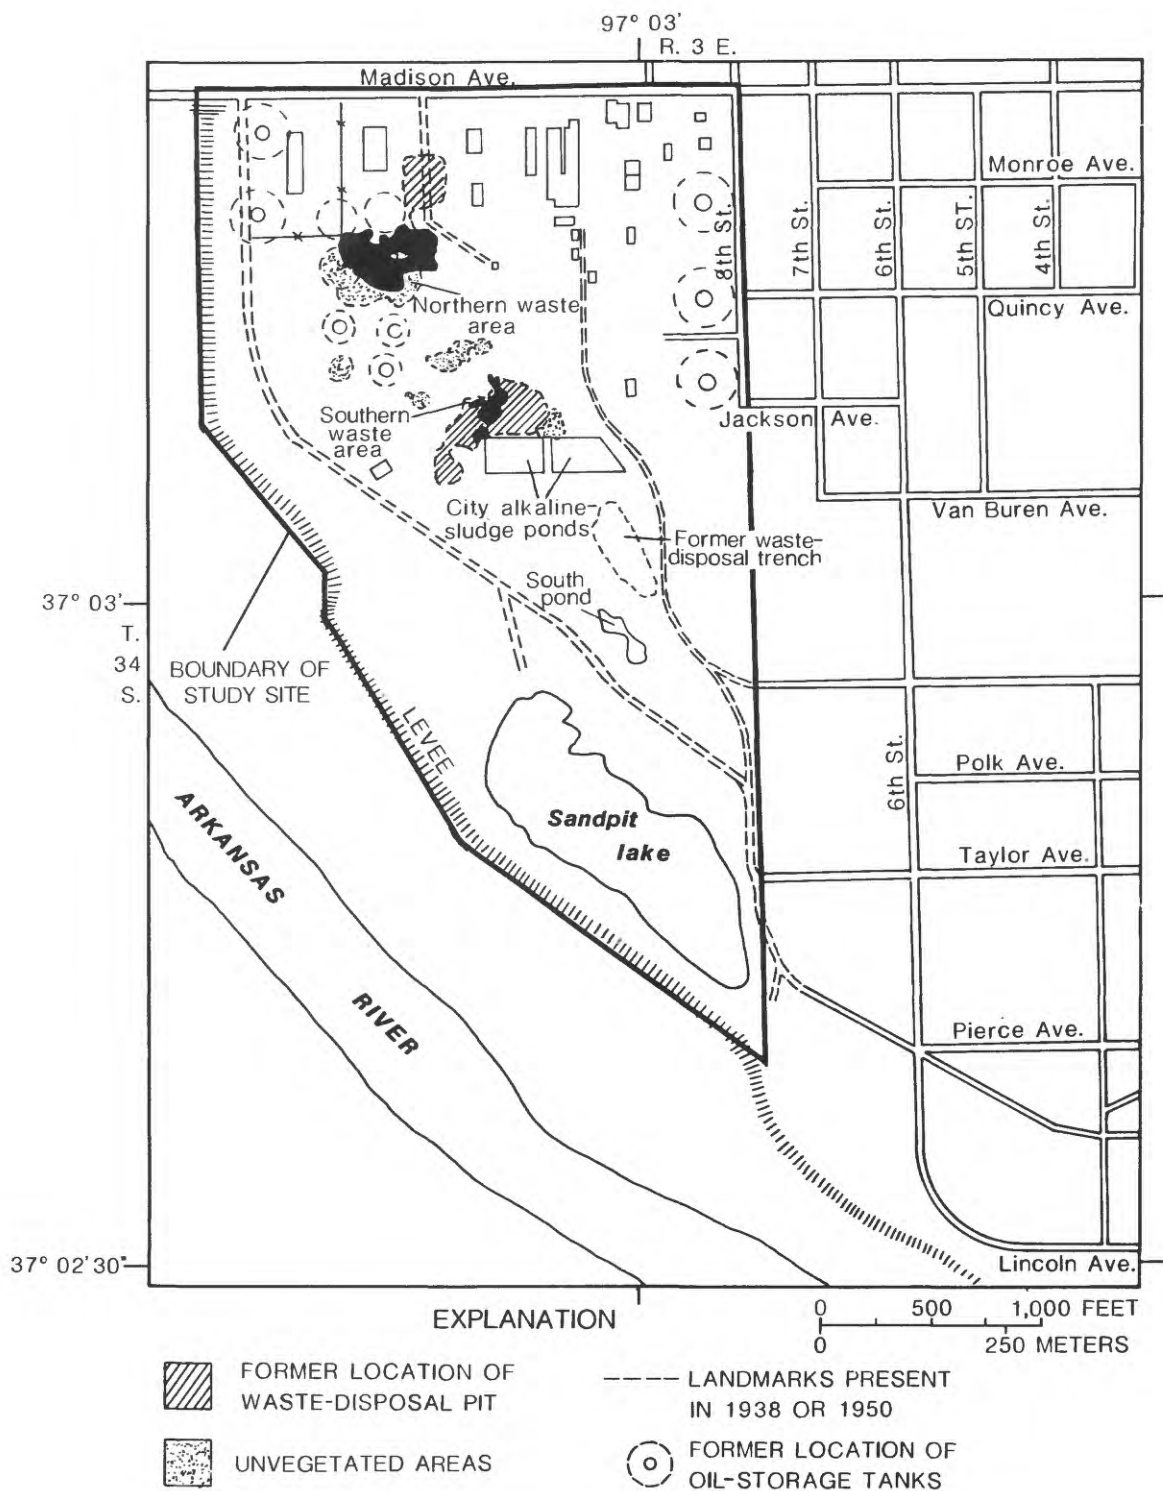 97° 03'
R. 3 E.
Madison Ave.
Monroe Ave.
8th St.
7th St.
6th St.
5th ST.
4th St.
Northern waste
area
Quincy Ave.
Southern
waste
area
Jackson Ave.
City alkaline
sludge ponds
Van Buren Ave.
Former waste-
disposal trench
South
pond
37° 03'
T.
34
S.
BOUNDARY OF
STUDY SITE
LEVEE
6th St.
Polk Ave.
Sandpit
lake
ARKANSAS
RIVER
Taylor Ave.
Pierce Ave.
37° 02'30"
Lincoln Ave.
EXPLANATION
0 500 1,000 FEET
0 250 METERS
FORMER LOCATION OF
WASTE-DISPOSAL PIT
LANDMARKS PRESENT
IN 1938 OR 1950
UNVEGETATED AREAS
FORMER LOCATION OF
OIL-STORAGE TANKS